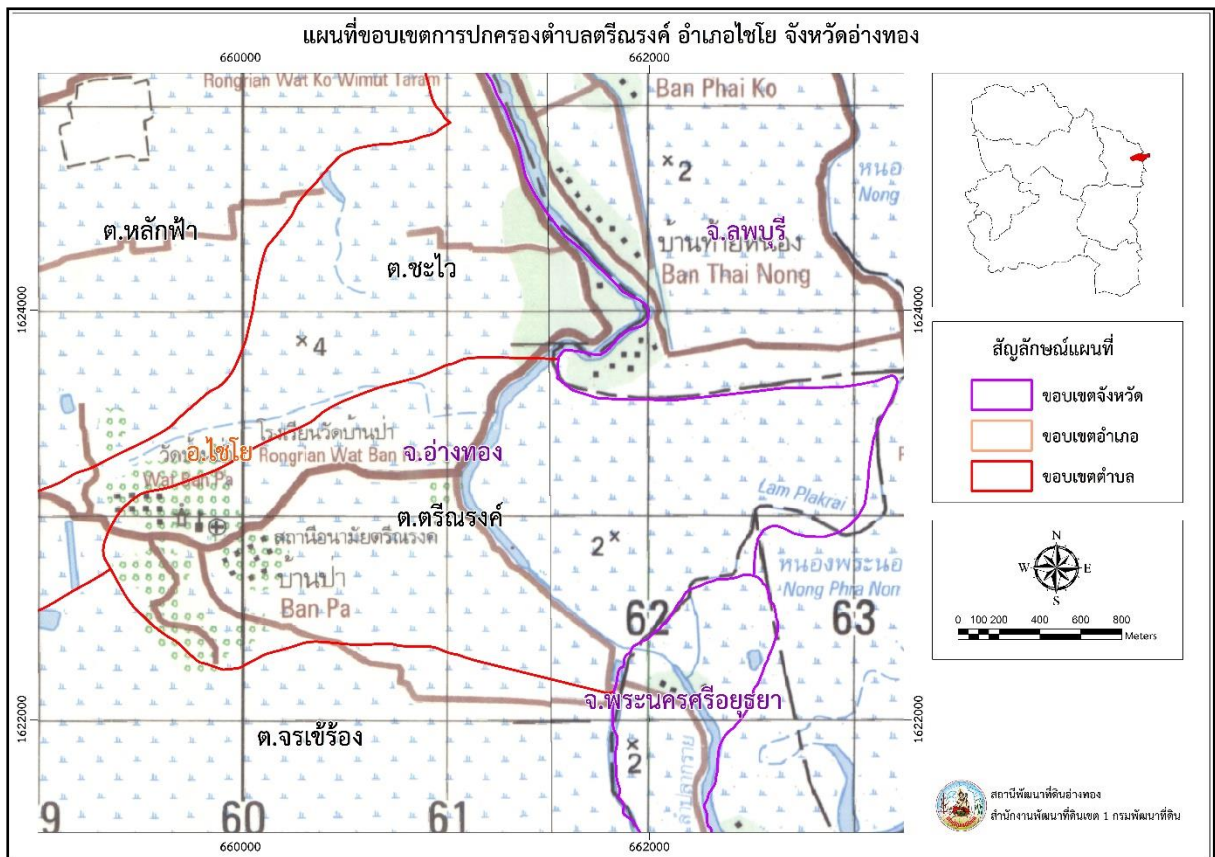 แผนที่ขอบเขตการปกครองตำบลตรีณรงค์ อำเภอไชโย จังหวัดอ่างทอง
660000
662000
Rongrian Wat Ko Wimut Taram
Ban Phai Ko
2
หนอง
Nong
ต.หลักฟ้า
จ.ลพบุรี
บ้านท้ายหนอง
Ban Thai Nong
ต.ชะไว
1624000
1624000
4
โรงเรียนวัดบ้านป่า
อ.ไชโย
Rongrian Wat Ban
จ.อ่างทอง
Wat Ban Pa
Lam Plakrai
ต.ตรีณรงค์
สถานีอนามัยตรีณรงค์
2
หนองพระนอ
Nong Phra Non
บ้านป่า
Ban Pa
62
63
จ.พระนครศรีอยุธยา
1622000
1622000
ต.จรเข้ร้อง
2
ลำปลากราย
9
60
61
660000
662000
สัญลักษณ์แผนที่
ขอบเขตจังหวัด
ขอบเขตอำเภอ
ขอบเขตตำบล
N
W
E
S
0 100 200 400 600 800
Meters
สถานีพัฒนาที่ดินอ่างทอง
สำนักงานพัฒนาที่ดินเขต 1 กรมพัฒนาที่ดิน